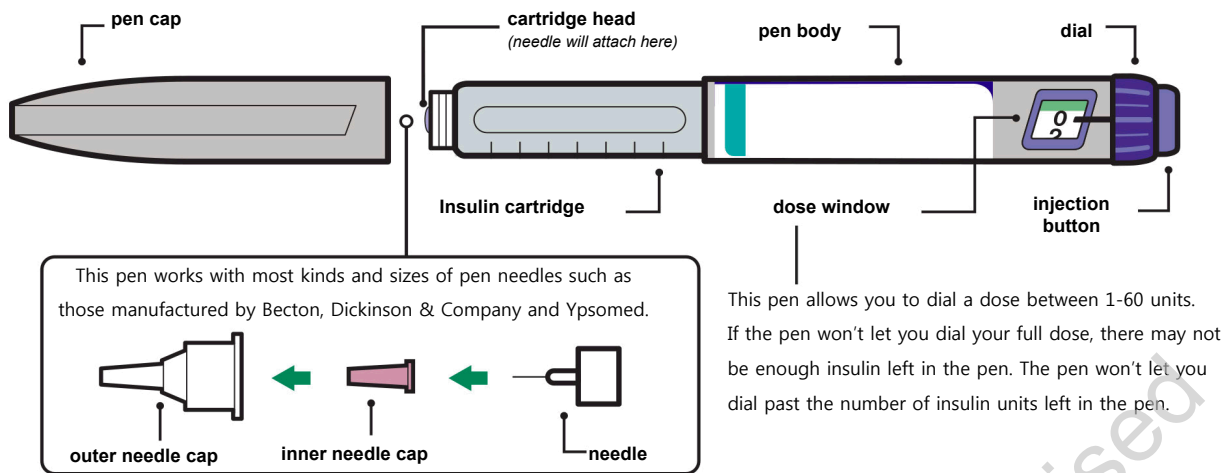 pen cap
cartridge head
(needle will attach here)
pen body
dial
0
Insulin cartridge
dose window
injection
button
This pen works with most kinds and sizes of pen needles such as
those manufactured by Becton, Dickinson & Company and Ypsomed.
outer needle cap
inner needle cap
needle
This pen allows you to dial a dose between 1-60 units.
If the pen won't let you dial your full dose, there may not
be enough insulin left in the pen. The pen won't let you
dial past the number of insulin units left in the pen.